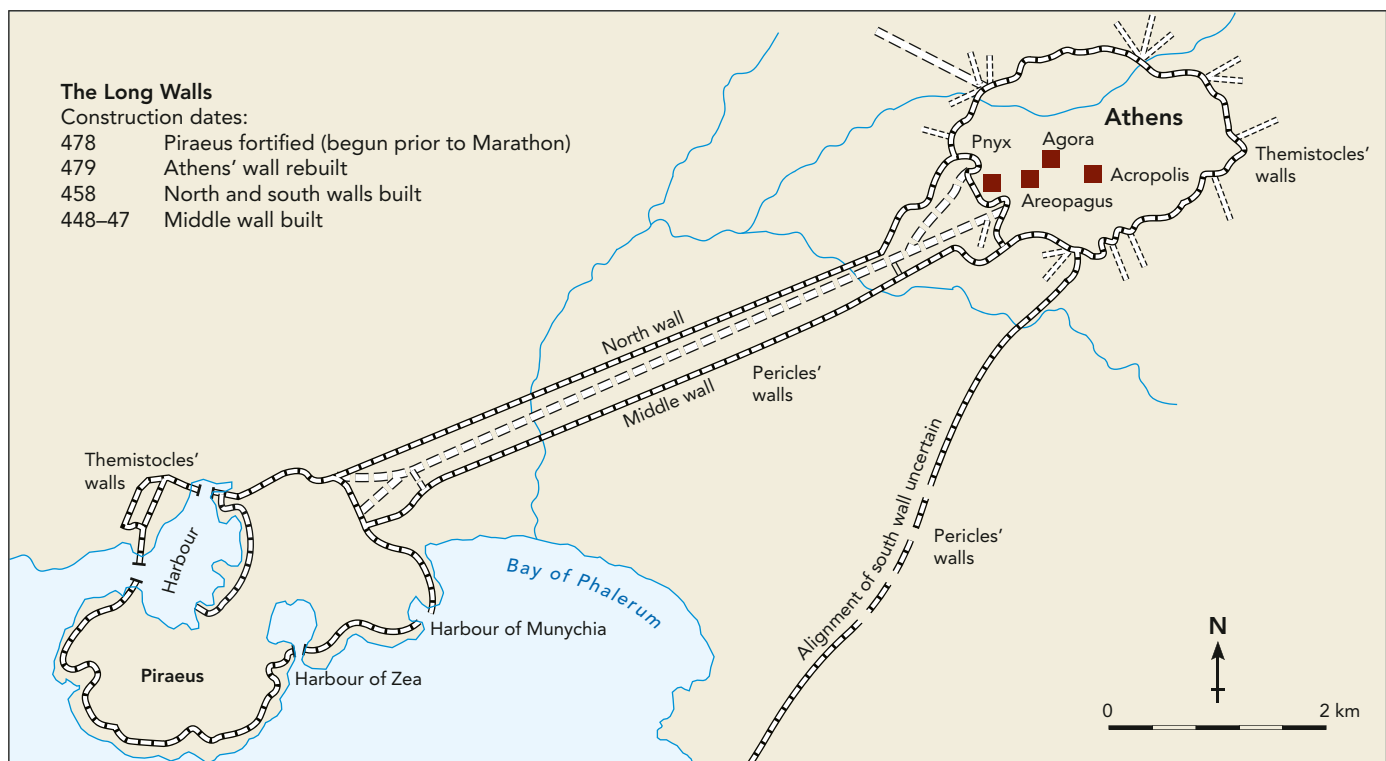 The Long Walls
Construction dates:
478 Piraeus fortified (begun prior to Marathon)
479 Athens' wall rebuilt
458 North and south walls built
448–47 Middle wall built
Athens
Pnyx
Agora
Acropolis
Areopagus
Themistocles'
walls
North wall
Middle wall
Pericles'
walls
Themistocles'
walls
Harbour
Alignment of south wall uncertain
Pericles'
walls
Bay of Phalerum
Harbour of Munychia
Piraeus
Harbour of Zea
N
0 2 km